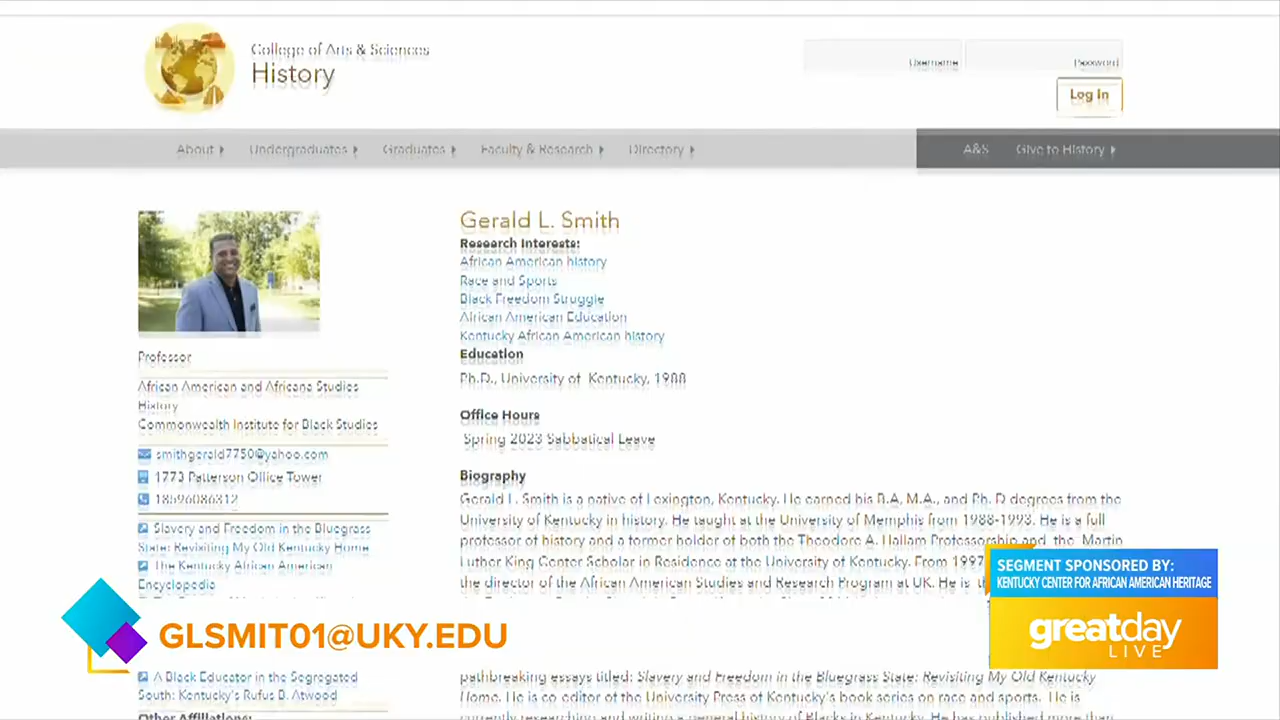 College of Arts & Sciences
History
Username
Password
Log In
About
Undergraduates
Graduates
Faculty & Research
Directory
A&S
Give to History
Professor
African American and Africana Studies
History
Commonwealth Institute for Black Studies
smithgerald7750@yahoo.com
1773 Patterson Office Tower
18596086312
Slavery and Freedom in the Bluegrass
State: Revisiting My Old Kentucky Home
The Kentucky African American
Encyclopedia
A Black Educator in the Segregated
South: Kentucky's Rufus B. Atwood
Other Affiliations:
Gerald L. Smith
Research Interests:
African American history
Race and Sports
Black Freedom Struggle
African American Education
Kentucky African American history
Education
Ph.D., University of Kentucky, 1988
Office Hours
Spring 2023 Sabbatical Leave
Biography
Gerald L. Smith is a native of Lexington, Kentucky. He earned his B.A, M.A., and Ph. D degrees from the
University of Kentucky in history. He taught at the University of Memphis from 1988-1993. He is a full
professor of history and a former holder of both the Theodore A. Hallam Professorship and the Martin
Luther King Center Scholar in Residence at the University of Kentucky. From 1997
the director of the African American Studies and Research Program at UK. He is
pathbreaking essays titled: Slavery and Freedom in the Bluegrass State: Revisiting My Old Kentucky
Home. He is co editor of the University Press of Kentucky's book series on race and sports. He is
currently researching and writing a general history of Blacks in Kentucky. He has published more than
GLSMIT01@UKY.EDU
SEGMENT SPONSORED BY:
KENTUCKY CENTER FOR AFRICAN AMERICAN HERITAGE
greatday
LIVE